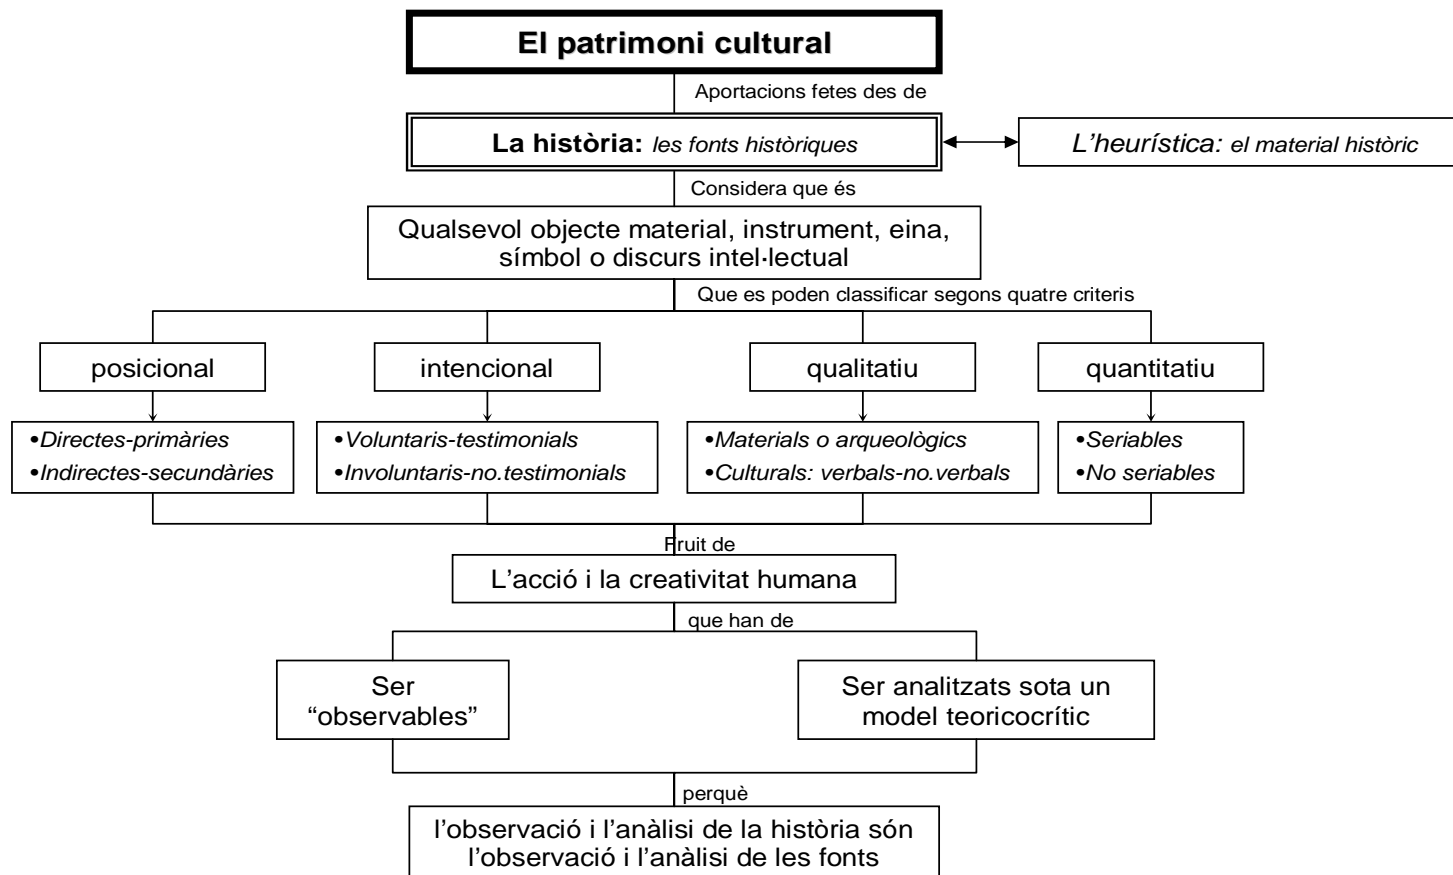 El patrimoni cultural
Aportacions fetes des de
La història: les fonts històriques
L'heurística: el material històric
Considera que és
Qualsevol objecte material, instrument, eina,
símbol o discurs intel·lectual
Que es poden classificar segons quatre criteris
posicional
intencional
qualitatiu
quantitatiu
•Directes-primàries
•Indirectes-secundàries
•Voluntaris-testimonials
•Involuntaris-no.testimonials
•Materials o arqueològics
•Culturals: verbals-no.verbals
•Seriables
•No seriables
Fruit de
L'acció i la creativitat humana
que han de
Ser
“observables”
Ser analitzats sota un
model teoricocrític
perquè
l'observació i l'anàlisi de la història són
l'observació i l'anàlisi de les fonts